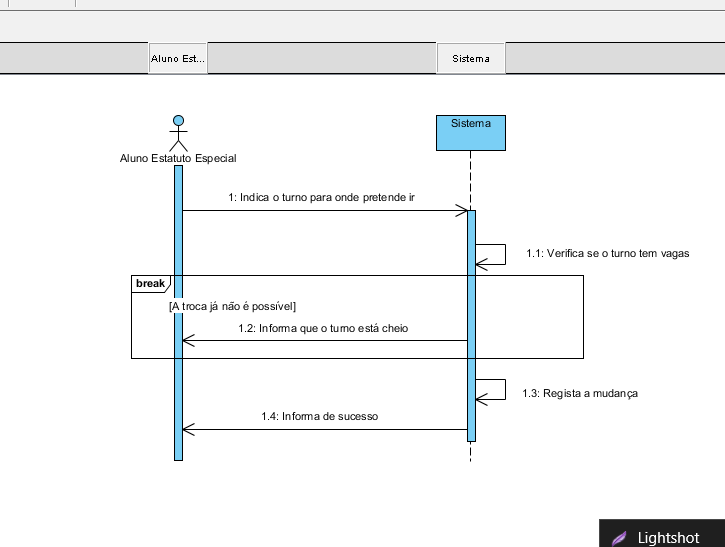 Aluno Est...
Sistema
Sistema
Aluno Estatuto Especial
1: Indica o turno para onde pretende ir
1.1: Verifica se o turno tem vagas
break
[A troca já não é possível]
1.2: Informa que o turno está cheio
1.3: Regista a mudança
1.4: Informa de sucesso
Lightshot